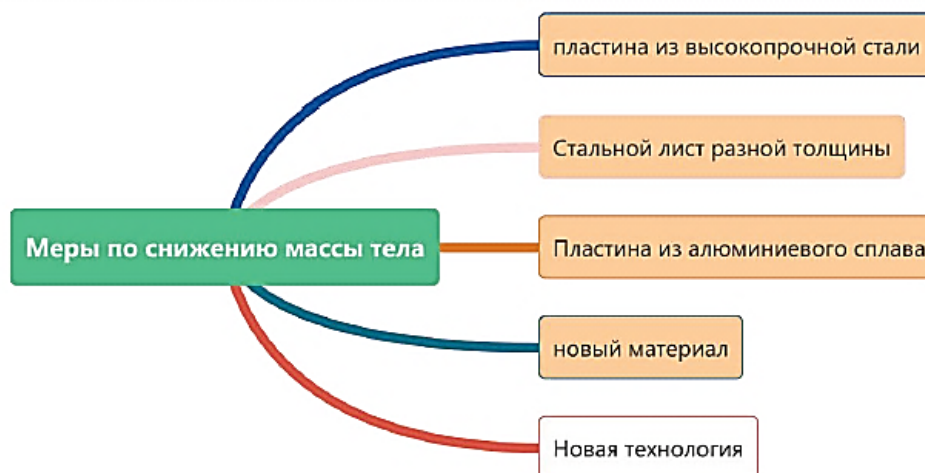 пластина из высокопрочной стали
Стальной лист разной толщины
Меры по снижению массы тела
Пластина из алюминиевого сплава
новый материал
Новая технология